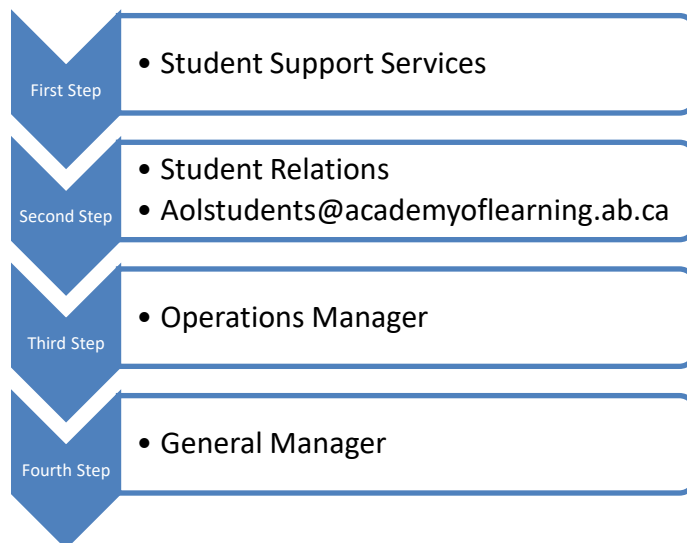 First Step
• Student Support Services
Second Step
• Student Relations
• Aolstudents@academyoflearning.ab.ca
Third Step
• Operations Manager
Fourth Step
• General Manager